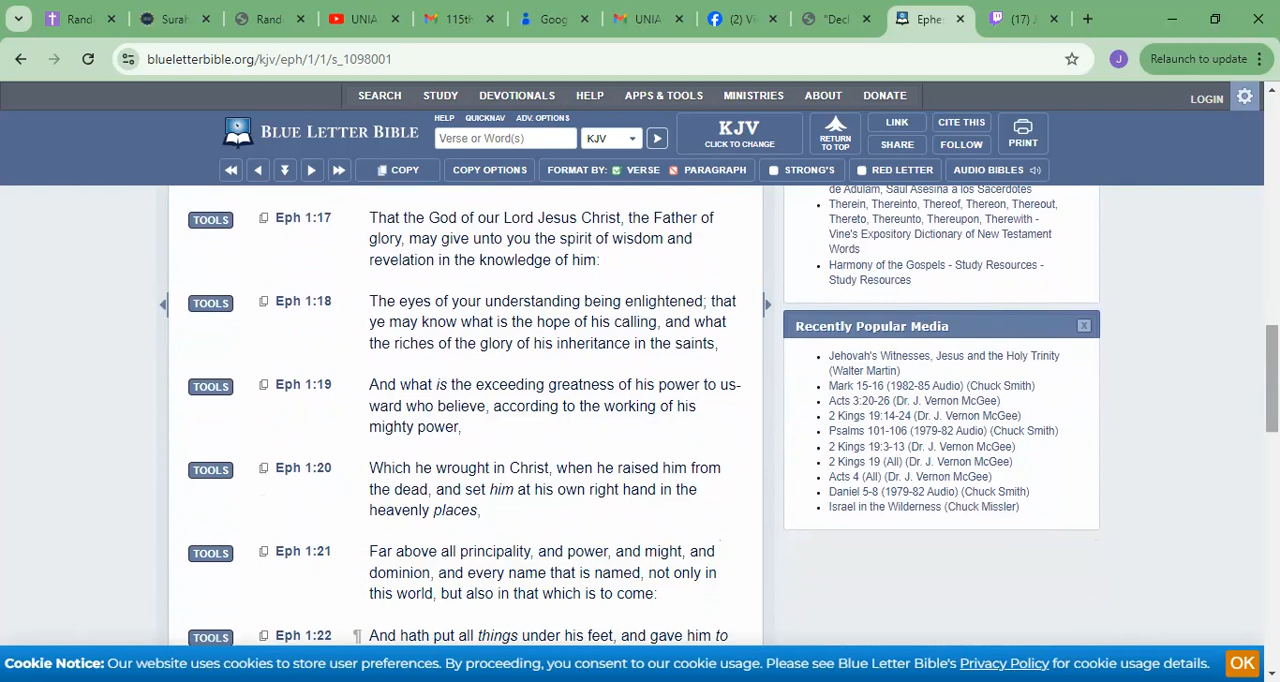 Rand
Surah
Rand
UNIA
115th
Goog
UNIA
(2) Vi
"Decl
Ephe
(17) J
blueletterbible.org/kjv/eph/1/1/s_1098001
J
Relaunch to update
SEARCH STUDY DEVOTIONALS HELP APPS & TOOLS MINISTRIES ABOUT DONATE
LOGIN
BLUE LETTER BIBLE
HELP QUICKNAV ADV. OPTIONS
Verse or Word(s)
KJV
KJV
CLICK TO CHANGE
RETURN
TO TOP
LINK
CITE THIS
SHARE
FOLLOW
PRINT
COPY
COPY OPTIONS
FORMAT BY: VERSE PARAGRAPH
STRONG'S
RED LETTER
AUDIO BIBLES
TOOLS
Eph 1:17
That the God of our Lord Jesus Christ, the Father of
glory, may give unto you the spirit of wisdom and
revelation in the knowledge of him:
TOOLS
Eph 1:18
The eyes of your understanding being enlightened; that
ye may know what is the hope of his calling, and what
the riches of the glory of his inheritance in the saints,
TOOLS
Eph 1:19
And what is the exceeding greatness of his power to us-
ward who believe, according to the working of his
mighty power,
TOOLS
Eph 1:20
Which he wrought in Christ, when he raised him from
the dead, and set him at his own right hand in the
heavenly places,
TOOLS
Eph 1:21
Far above all principality, and power, and might, and
dominion, and every name that is named, not only in
this world, but also in that which is to come:
TOOLS
Eph 1:22
¶ And hath put all things under his feet, and gave him to
de Adulam, Saúl Asesina a los Sacerdotes
Therein, Thereinto, Thereof, Thereon, Thereout,
Thereto, Thereunto, Thereupon, Therewith -
Vine's Expository Dictionary of New Testament
Words
Harmony of the Gospels - Study Resources -
Study Resources
Recently Popular Media
X
Jehovah's Witnesses, Jesus and the Holy Trinity
(Walter Martin)
Mark 15-16 (1982-85 Audio) (Chuck Smith)
Acts 3:20-26 (Dr. J. Vernon McGee)
2 Kings 19:14-24 (Dr. J. Vernon McGee)
Psalms 101-106 (1979-82 Audio) (Chuck Smith)
2 Kings 19:3-13 (Dr. J. Vernon McGee)
2 Kings 19 (All) (Dr. J. Vernon McGee)
Acts 4 (All) (Dr. J. Vernon McGee)
Daniel 5-8 (1979-82 Audio) (Chuck Smith)
Israel in the Wilderness (Chuck Missler)
Cookie Notice: Our website uses cookies to store user preferences. By proceeding, you consent to our cookie usage. Please see Blue Letter Bible's Privacy Policy for cookie usage details.
OK